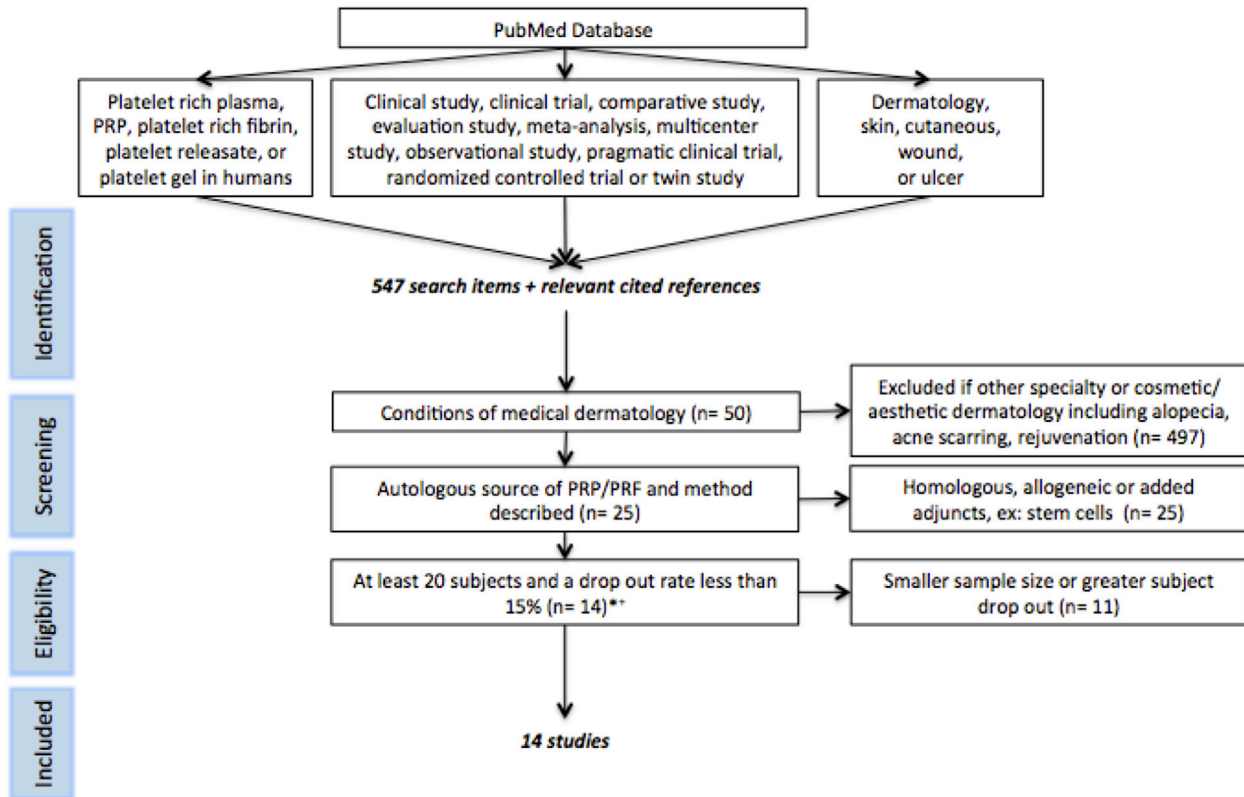 PubMed Database
Platelet rich plasma,
PRP, platelet rich fibrin,
platelet releasate, or
platelet gel in humans
Clinical study, clinical trial, comparative study,
evaluation study, meta-analysis, multicenter
study, observational study, pragmatic clinical trial,
randomized controlled trial or twin study
Dermatology,
skin, cutaneous,
wound,
or ulcer
Identification
547 search items + relevant cited references
Screening
Conditions of medical dermatology (n= 50)
Excluded if other specialty or cosmetic/
aesthetic dermatology including alopecia,
acne scarring, rejuvenation (n= 497)
Autologous source of PRP/PRF and method
described (n= 25)
Homologous, allogeneic or added
adjuncts, ex: stem cells (n= 25)
Eligibility
At least 20 subjects and a drop out rate less than
15% (n= 14)*⁺
Smaller sample size or greater subject
drop out (n= 11)
Included
14 studies